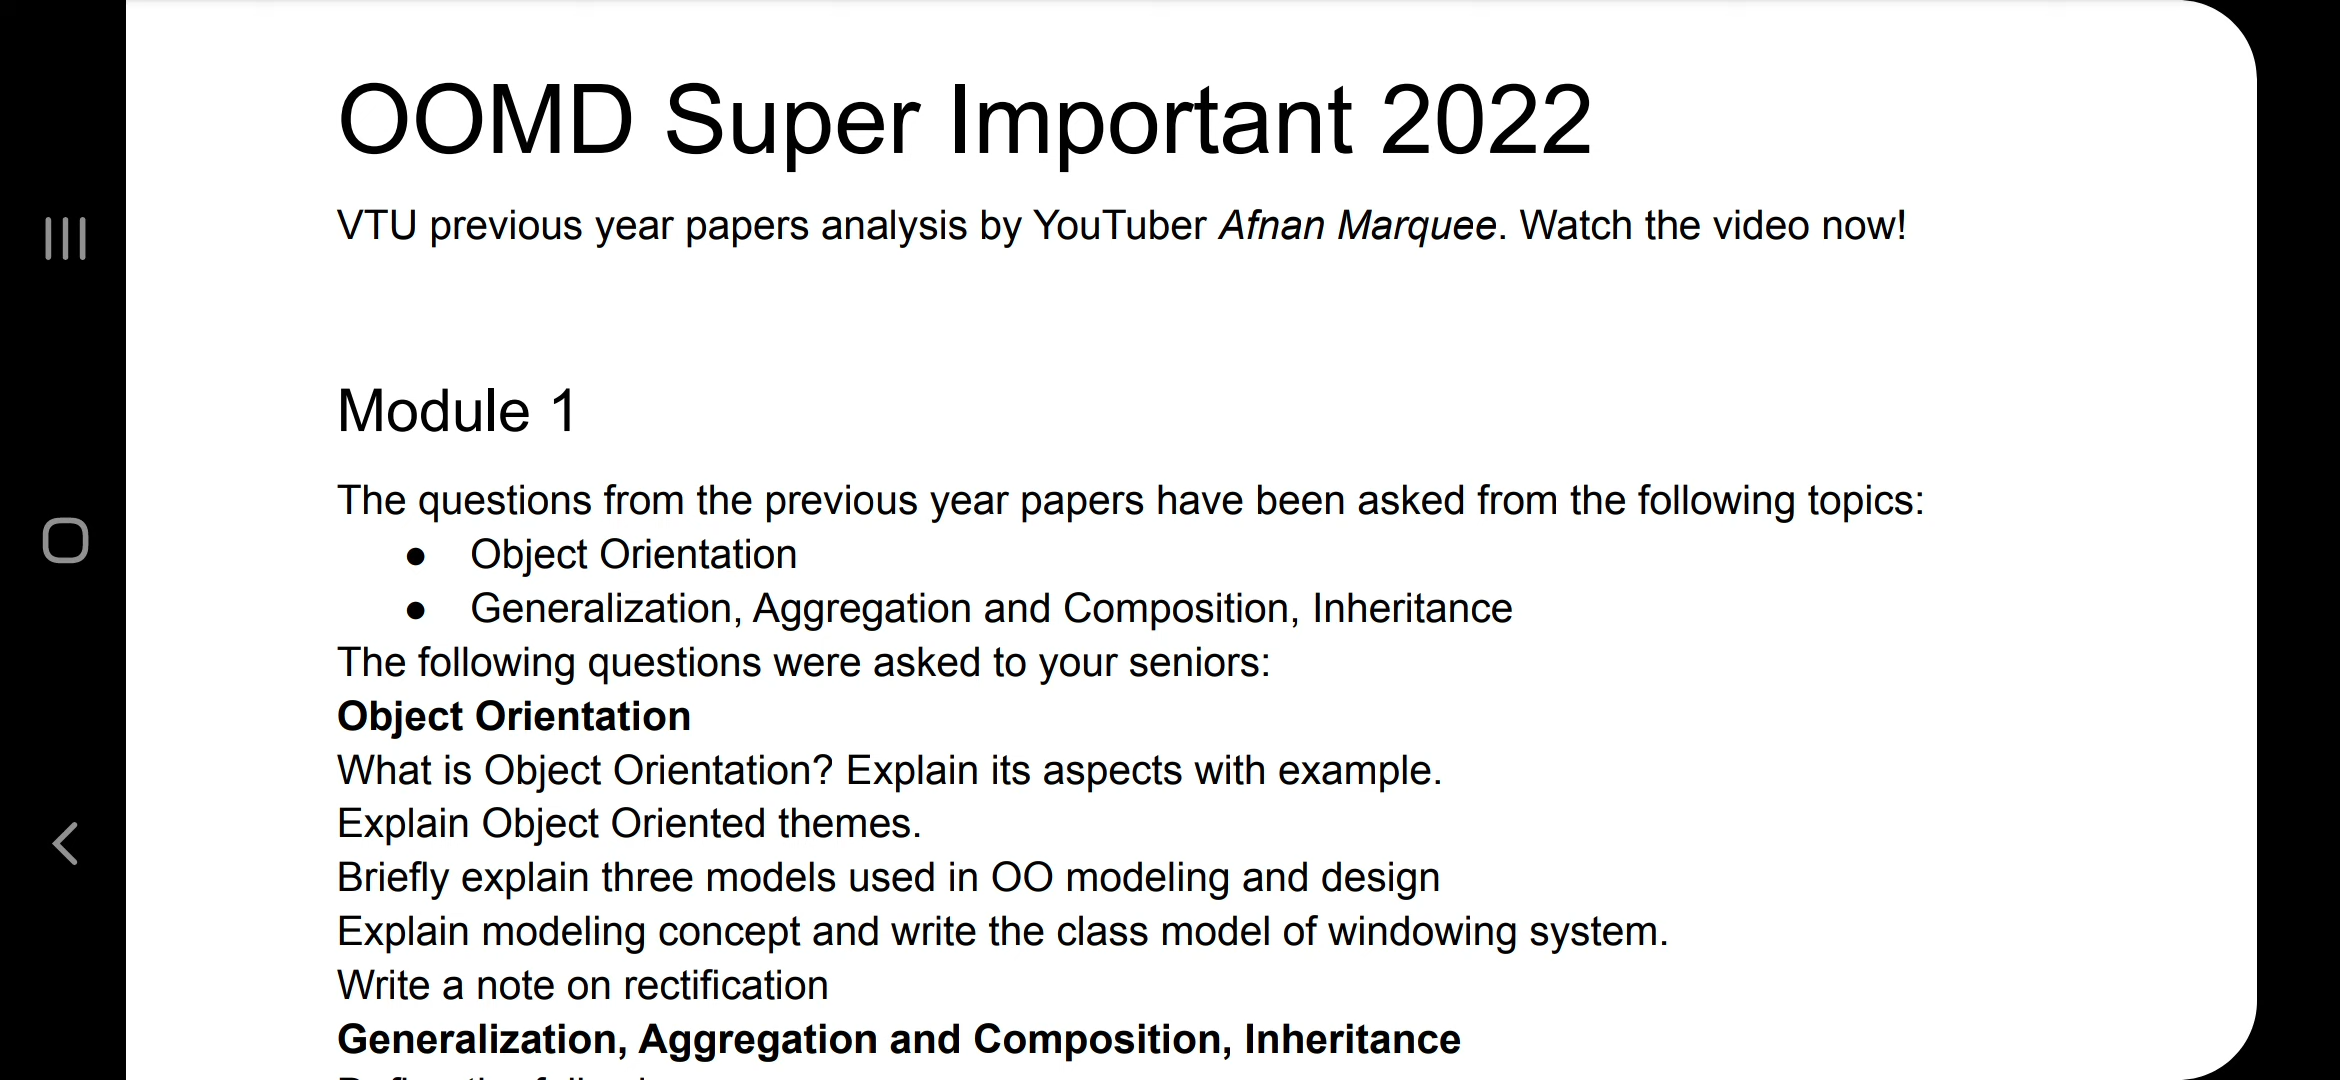 OOMD Super Important 2022
VTU previous year papers analysis by YouTuber Afnan Marquee. Watch the video now!
Module 1
The questions from the previous year papers have been asked from the following topics:
● Object Orientation
● Generalization, Aggregation and Composition, Inheritance
The following questions were asked to your seniors:
Object Orientation
What is Object Orientation? Explain its aspects with example.
Explain Object Oriented themes.
Briefly explain three models used in OO modeling and design
Explain modeling concept and write the class model of windowing system.
Write a note on rectification
Generalization, Aggregation and Composition, Inheritance